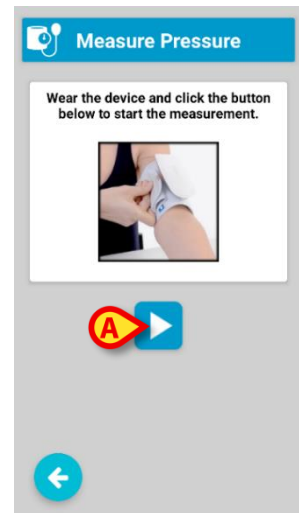 Measure Pressure
Wear the device and click the button
below to start the measurement.
A